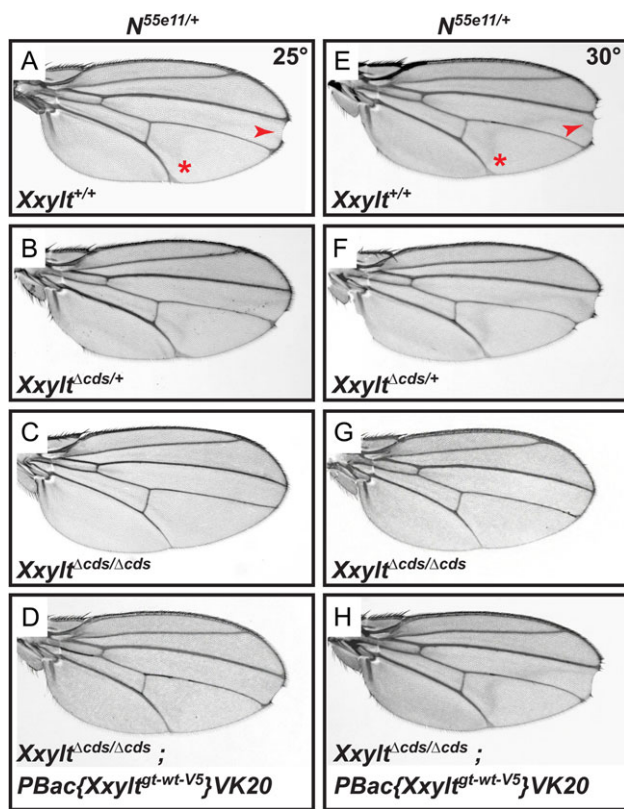 N55e11/+ N55e11/+
A 25°
*
Xxylt+/+
E 30°
*
Xxylt+/+
B
XxyltΔcds/+
F
XxyltΔcds/+
C
XxyltΔcds/Δcds
G
XxyltΔcds/Δcds
D
XxyltΔcds/Δcds ;
PBac{Xxyltgt-wt-V5}VK20
H
XxyltΔcds/Δcds ;
PBac{Xxyltgt-wt-V5}VK20